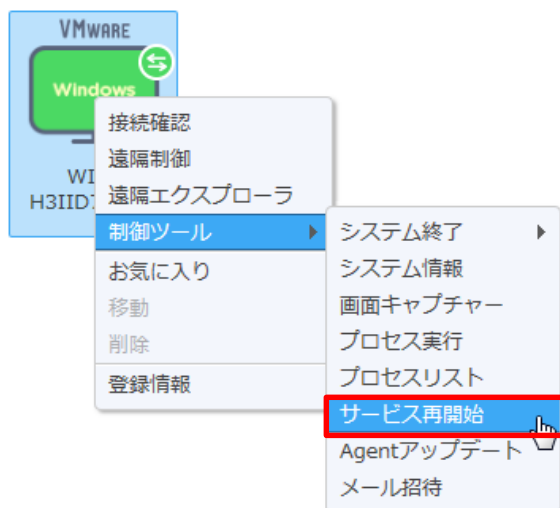 VMWARE
Windows
WI
H3IID7
接続確認
遠隔制御
遠隔エクスプローラ
制御ツール
お気に入り
移動
削除
登録情報
システム終了
システム情報
画面キャプチャー
プロセス実行
プロセスリスト
サービス再開始
Agentアップデート
メール招待